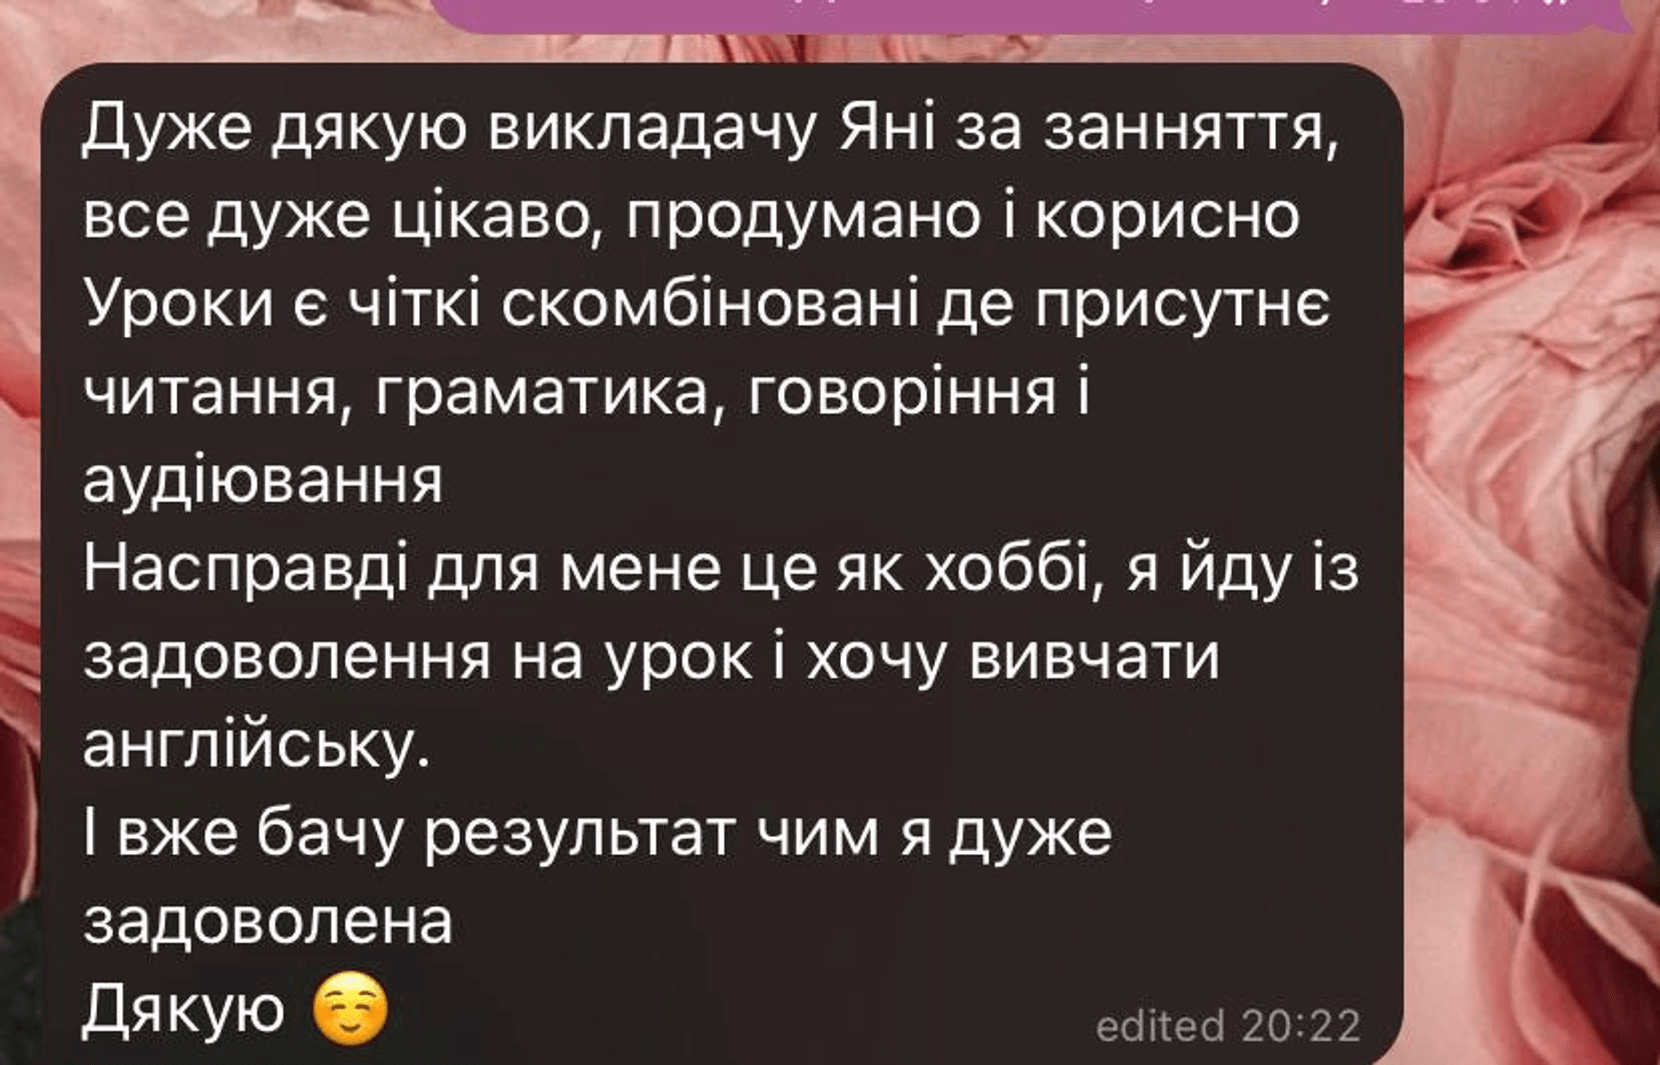 Дуже дякую викладачу Яні за занняття,
все дуже цікаво, продумано і корисно
Уроки є чіткі скомбіновані де присутнє
читання, граматика, говоріння і
аудіювання
Насправді для мене це як хоббі, я йду із
задоволення на урок і хочу вивчати
англійську.
І вже бачу результат чим я дуже
задоволена
Дякую ☺️
edited 20:22